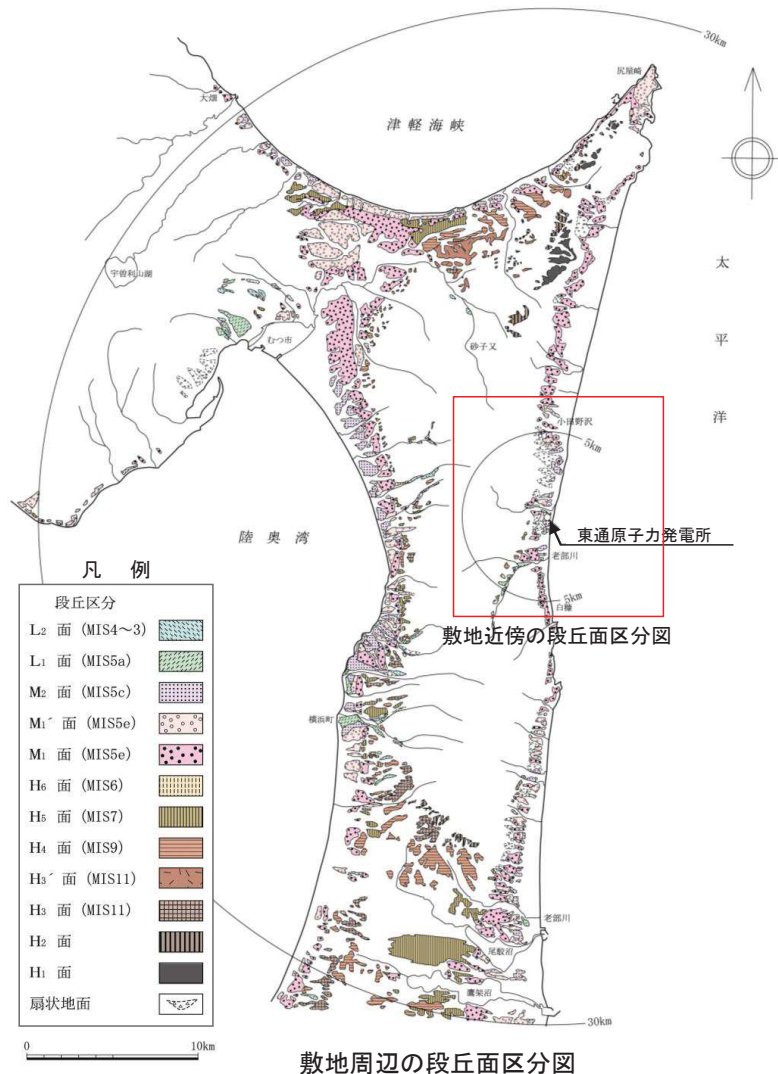 30km
尻屋崎
大畑
津軽海峡
宇曽利山湖
むつ市
砂子又
太平洋
小田野沢
5km
東通原子力発電所
老部川
5km
白糠
陸奥湾
敷地近傍の段丘面区分図
横浜町
老部川
尾駮沼
鷹架沼
30km
凡 例
段丘区分
L₂ 面 (MIS4～3)
L₁ 面 (MIS5a)
M₂ 面 (MIS5c)
M₁´ 面 (MIS5e)
M₁ 面 (MIS5e)
H₆ 面 (MIS6)
H₅ 面 (MIS7)
H₄ 面 (MIS9)
H₃´ 面 (MIS11)
H₃ 面 (MIS11)
H₂ 面
H₁ 面
扇状地面
0 10km
敷地周辺の段丘面区分図